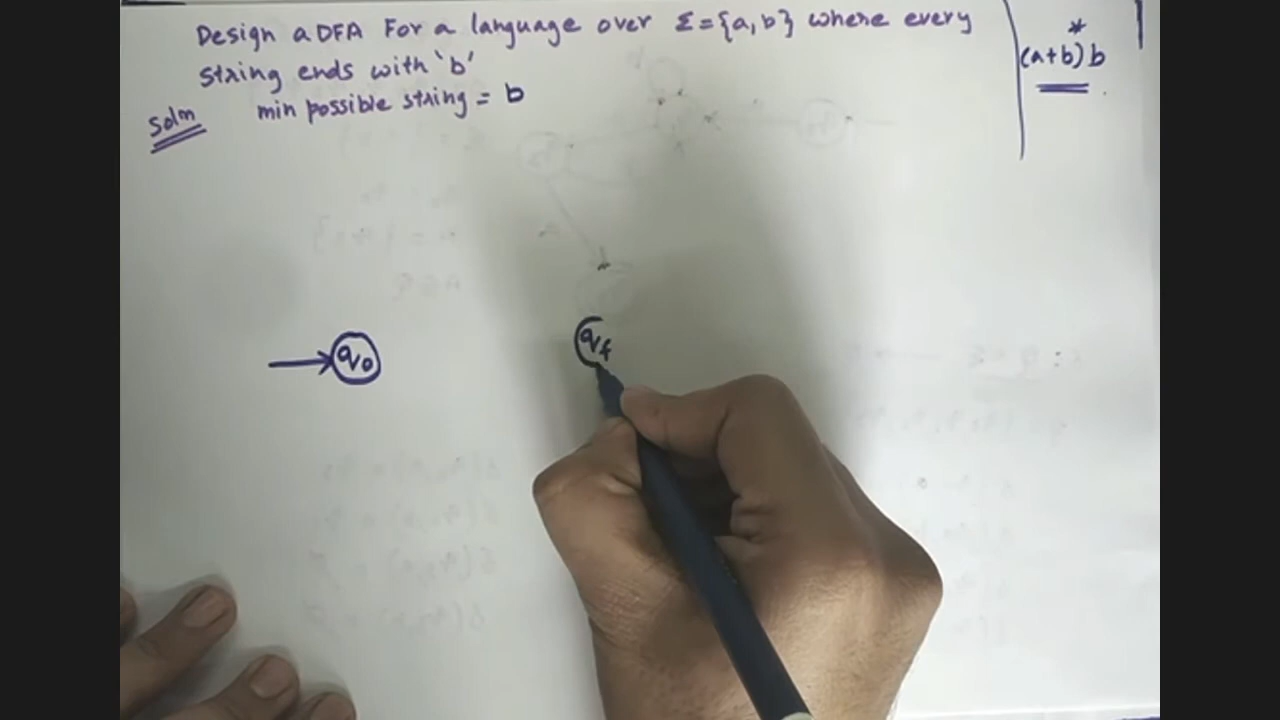 Design a DFA For a language over Σ={a,b} where every
string ends with 'b'
Soln min possible string = b
(a+b)*b
q0
qf